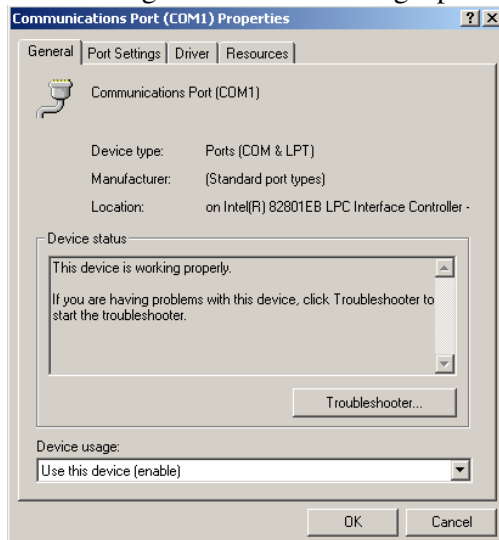 Communications Port (COM1) Properties
General Port Settings Driver Resources
Communications Port (COM1)
Device type: Ports (COM & LPT)
Manufacturer: (Standard port types)
Location: on Intel(R) 82801EB LPC Interface Controller -
Device status
This device is working properly.
If you are having problems with this device, click Troubleshooter to
start the troubleshooter.
Troubleshooter...
Device usage:
Use this device (enable)
OK Cancel